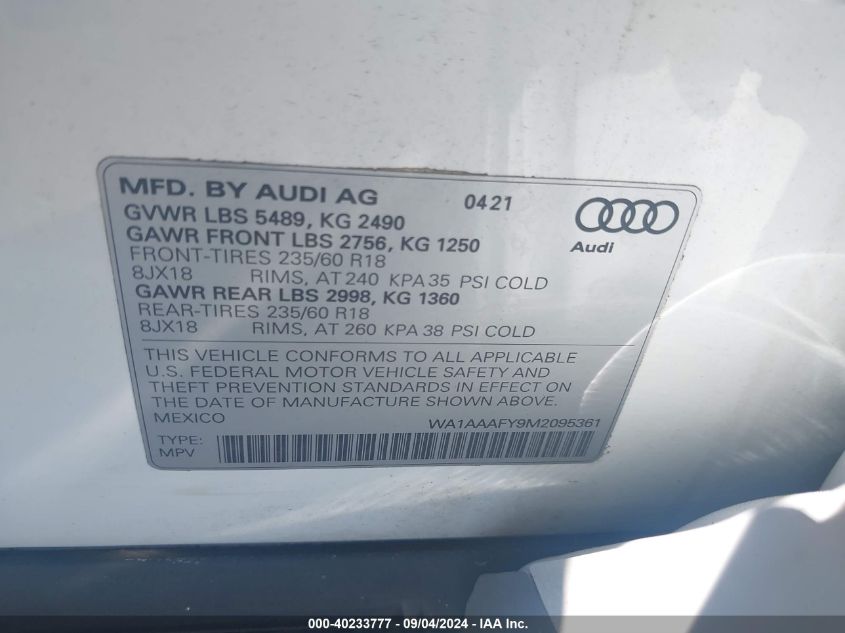 MFD. BY AUDI AG 0421
GVWR LBS 5489, KG 2490
GAWR FRONT LBS 2756, KG 1250
Audi
FRONT-TIRES 235/60 R18
8JX18 RIMS, AT 240 KPA 35 PSI COLD
GAWR REAR LBS 2998, KG 1360
REAR-TIRES 235/60 R18
8JX18 RIMS, AT 260 KPA 38 PSI COLD
THIS VEHICLE CONFORMS TO ALL APPLICABLE
U.S. FEDERAL MOTOR VEHICLE SAFETY AND
THEFT PREVENTION STANDARDS IN EFFECT ON
THE DATE OF MANUFACTURE SHOWN ABOVE.
MEXICO WA1AAAFY9M2095361
TYPE:
MPV
000-40233777 - 09/04/2024 - IAA Inc.